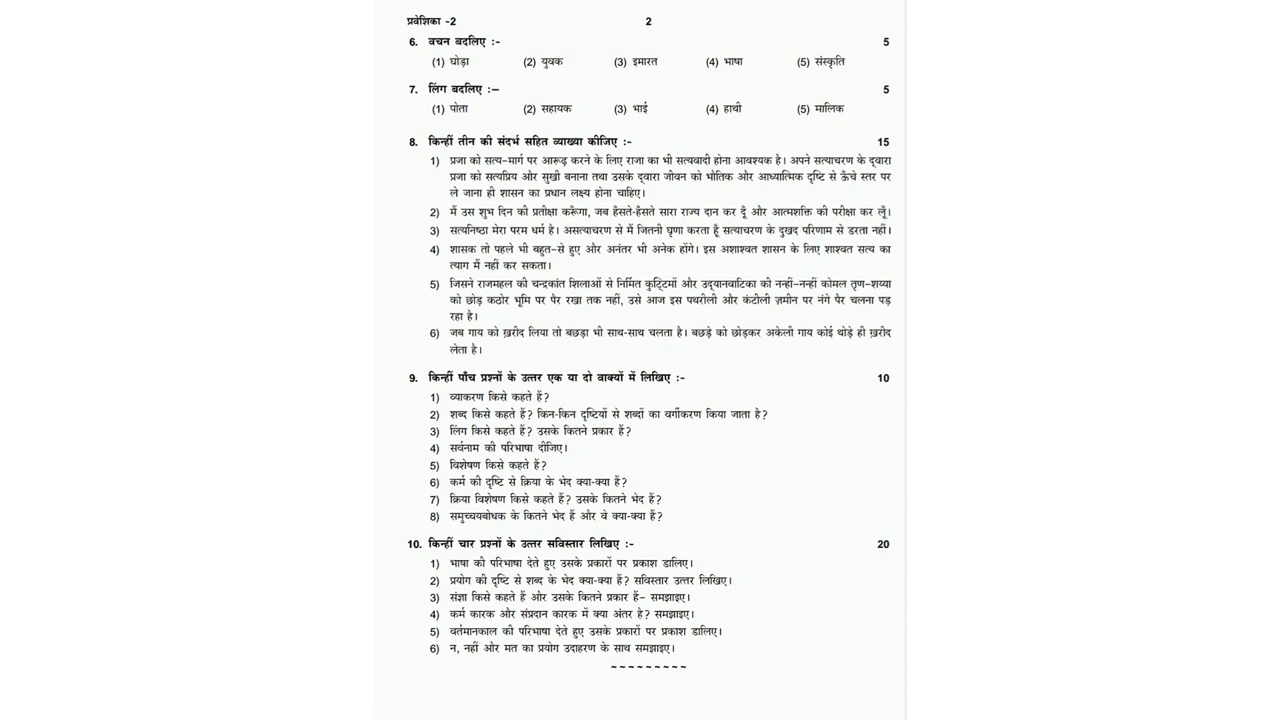 प्रवेशिका -2 2
6. वचन बदलिए :- 5
(1) घोड़ा (2) युवक (3) इमारत (4) भाषा (5) संस्कृति
7. लिंग बदलिए :– 5
(1) पोता (2) सहायक (3) भाई (4) हाथी (5) मालिक
8. किन्हीं तीन की संदर्भ सहित व्याख्या कीजिए :- 15
1) प्रजा को सत्य-मार्ग पर आरूढ़ करने के लिए राजा का भी सत्यवादी होना आवश्यक है। अपने सत्याचरण के द्वारा
प्रजा को सत्यप्रिय और सुखी बनाना तथा उसके द्वारा जीवन को भौतिक और आध्यात्मिक दृष्टि से ऊँचे स्तर पर
ले जाना ही शासन का प्रधान लक्ष्य होना चाहिए।
2) मैं उस शुभ दिन की प्रतीक्षा करूँगा, जब हँसते-हँसते सारा राज्य दान कर दूँ और आत्मशक्ति की परीक्षा कर लूँ।
3) सत्यनिष्ठा मेरा परम धर्म है। असत्याचरण से मैं जितनी घृणा करता हूँ सत्याचरण के दुखद परिणाम से डरता नहीं।
4) शासक तो पहले भी बहुत-से हुए और अनंतर भी अनेक होंगे। इस अशाश्वत शासन के लिए शाश्वत सत्य का
त्याग मैं नहीं कर सकता।
5) जिसने राजमहल की चन्द्रकांत शिलाओं से निर्मित कुट्टिमों और उद्यानवाटिका की नन्हीं-नन्हीं कोमल तृण-शय्या
को छोड़ कठोर भूमि पर पैर रखा तक नहीं, उसे आज इस पथरीली और कंटीली ज़मीन पर नंगे पैर चलना पड़
रहा है।
6) जब गाय को ख़रीद लिया तो बछड़ा भी साथ-साथ चलता है। बछड़े को छोड़कर अकेली गाय कोई थोड़े ही ख़रीद
लेता है।
9. किन्हीं पाँच प्रश्नों के उत्तर एक या दो वाक्यों में लिखिए :- 10
1) व्याकरण किसे कहते हैं?
2) शब्द किसे कहते हैं? किन-किन दृष्टियों से शब्दों का वर्गीकरण किया जाता है?
3) लिंग किसे कहते हैं? उसके कितने प्रकार हैं?
4) सर्वनाम की परिभाषा दीजिए।
5) विशेषण किसे कहते हैं?
6) कर्म की दृष्टि से क्रिया के भेद क्या-क्या हैं?
7) क्रिया विशेषण किसे कहते हैं? उसके कितने भेद हैं?
8) समुच्चयबोधक के कितने भेद हैं और वे क्या-क्या हैं?
10. किन्हीं चार प्रश्नों के उत्तर सविस्तार लिखिए :- 20
1) भाषा की परिभाषा देते हुए उसके प्रकारों पर प्रकाश डालिए।
2) प्रयोग की दृष्टि से शब्द के भेद क्या-क्या हैं? सविस्तार उत्तर लिखिए।
3) संज्ञा किसे कहते हैं और उसके कितने प्रकार हैं- समझाइए।
4) कर्म कारक और संप्रदान कारक में क्या अंतर है? समझाइए।
5) वर्तमानकाल की परिभाषा देते हुए उसके प्रकारों पर प्रकाश डालिए।
6) न, नहीं और मत का प्रयोग उदाहरण के साथ समझाइए।
~~~~~~~~~